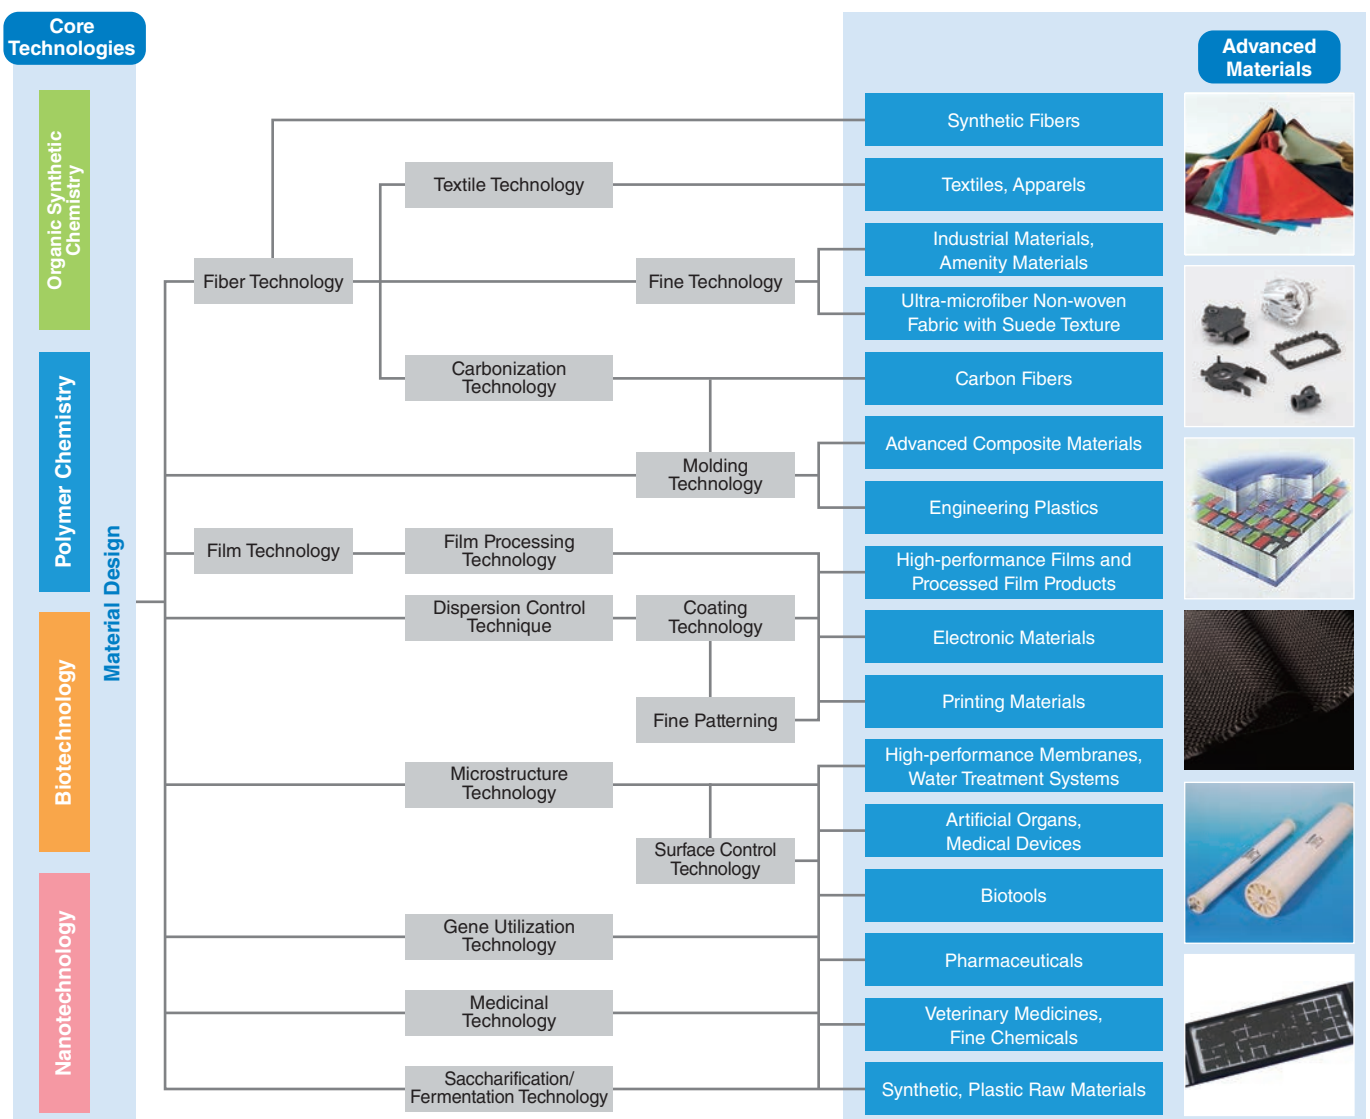 Core
Technologies
Advanced
Materials
Organic Synthetic
Chemistry
Polymer Chemistry
Biotechnology
Nanotechnology
Material Design
Synthetic Fibers
Textile Technology
Textiles, Apparels
Fiber Technology
Fine Technology
Industrial Materials,
Amenity Materials
Ultra-microfiber Non-woven
Fabric with Suede Texture
Carbonization
Technology
Carbon Fibers
Molding
Technology
Advanced Composite Materials
Engineering Plastics
Film Technology
Film Processing
Technology
High-performance Films and
Processed Film Products
Dispersion Control
Technique
Coating
Technology
Electronic Materials
Fine Patterning
Printing Materials
Microstructure
Technology
High-performance Membranes,
Water Treatment Systems
Surface Control
Technology
Artificial Organs,
Medical Devices
Biotools
Gene Utilization
Technology
Pharmaceuticals
Medicinal
Technology
Veterinary Medicines,
Fine Chemicals
Saccharification/
Fermentation Technology
Synthetic, Plastic Raw Materials